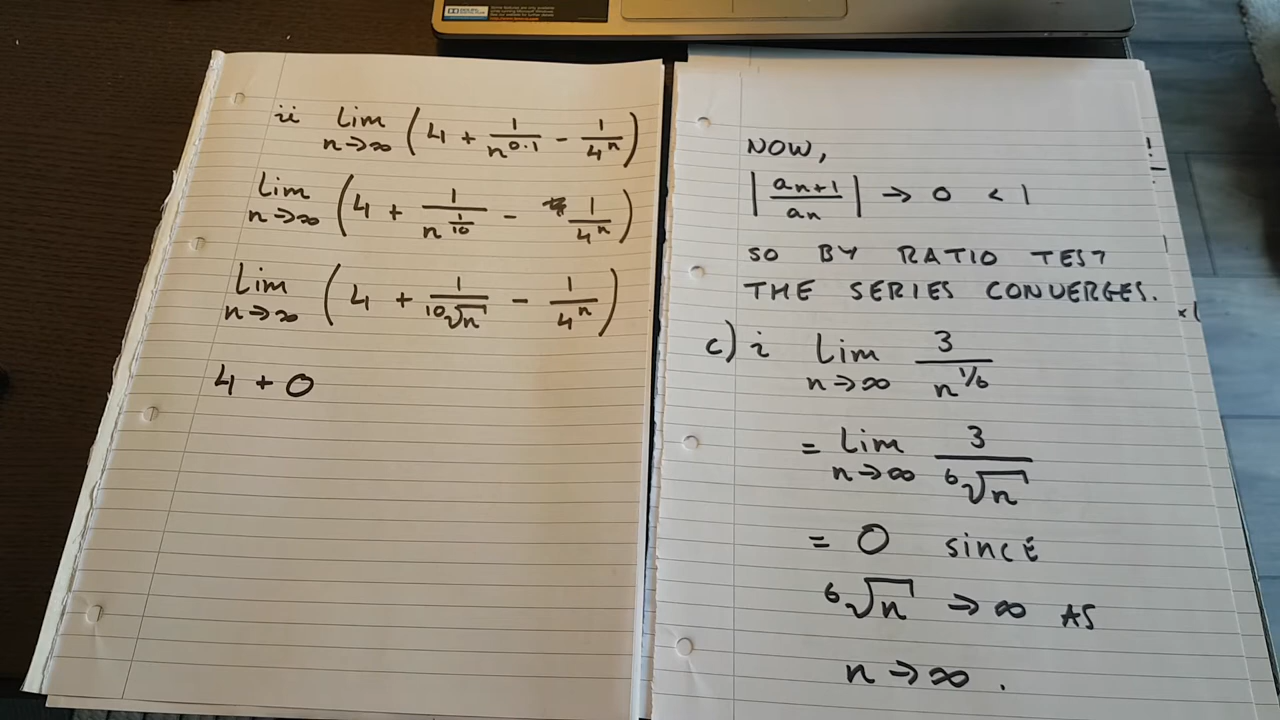 ii Lim n→∞ (4 + 1/n^0.1 − 1/4^n)
Lim n→∞ (4 + 1/n^(1/10) − 1/4^n)
Lim n→∞ (4 + 1/¹⁰√n − 1/4^n)
4 + 0
NOW,
|an+1/an| → 0 < 1
SO BY RATIO TEST
THE SERIES CONVERGES.
c) i Lim n→∞ 3/n^(1/6)
= Lim n→∞ 3/⁶√n
= 0 since
⁶√n → ∞ AS
n → ∞ .